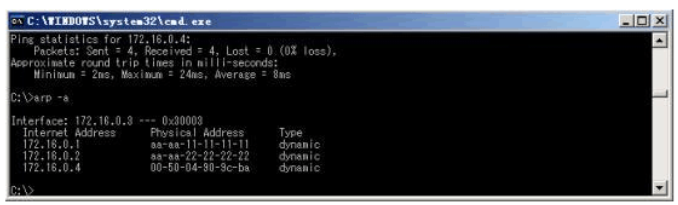 C:\WINDOWS\system32\cmd.exe
Ping statistics for 172.16.0.4:
Packets: Sent = 4, Received = 4, Lost = 0 (0% loss),
Approximate round trip times in milli-seconds:
Minimum = 2ms, Maximum = 24ms, Average = 8ms
C:\>arp -a
Interface: 172.16.0.3 --- 0x30003
Internet Address Physical Address Type
172.16.0.1 aa-aa-11-11-11-11 dynamic
172.16.0.2 aa-aa-22-22-22-22 dynamic
172.16.0.4 00-50-04-90-9c-ba dynamic
C:\>